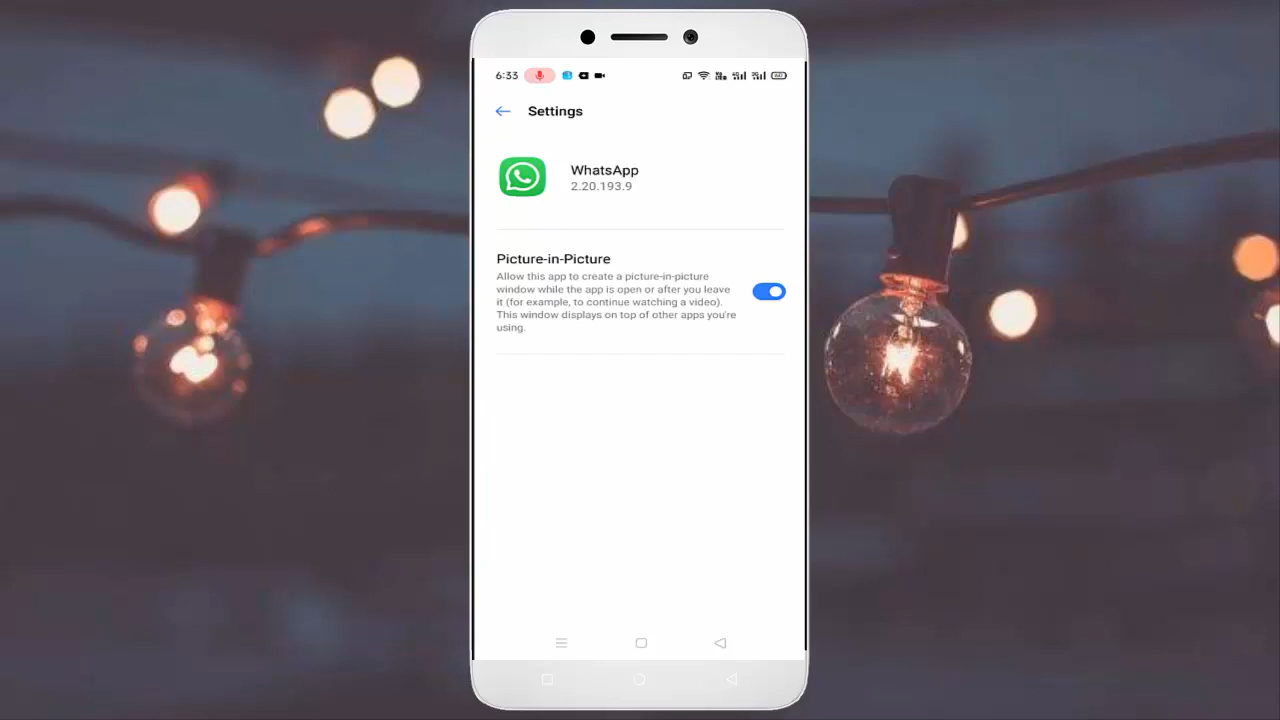 6:33
Settings
WhatsApp
2.20.193.9
Picture-in-Picture
Allow this app to create a picture-in-picture
window while the app is open or after you leave
it (for example, to continue watching a video).
This window displays on top of other apps you're
using.